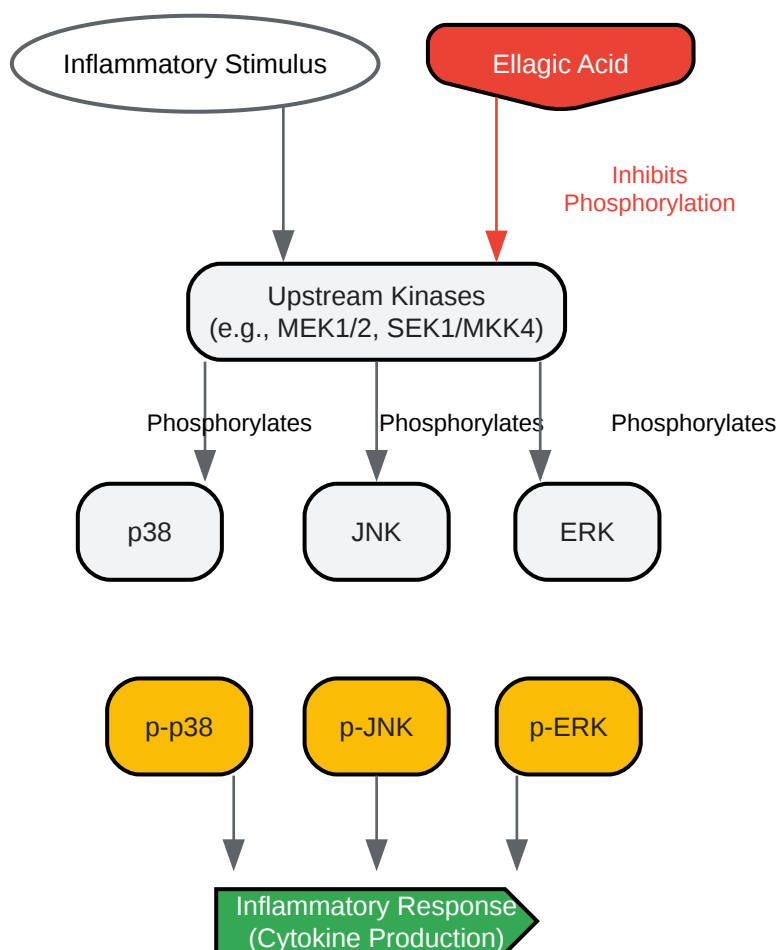 Inflammatory Stimulus
Ellagic Acid
Inhibits
Phosphorylation
Upstream Kinases
(e.g., MEK1/2, SEK1/MKK4)
Phosphorylates
Phosphorylates
Phosphorylates
p38
JNK
ERK
p-p38
p-JNK
p-ERK
Inflammatory Response
(Cytokine Production)